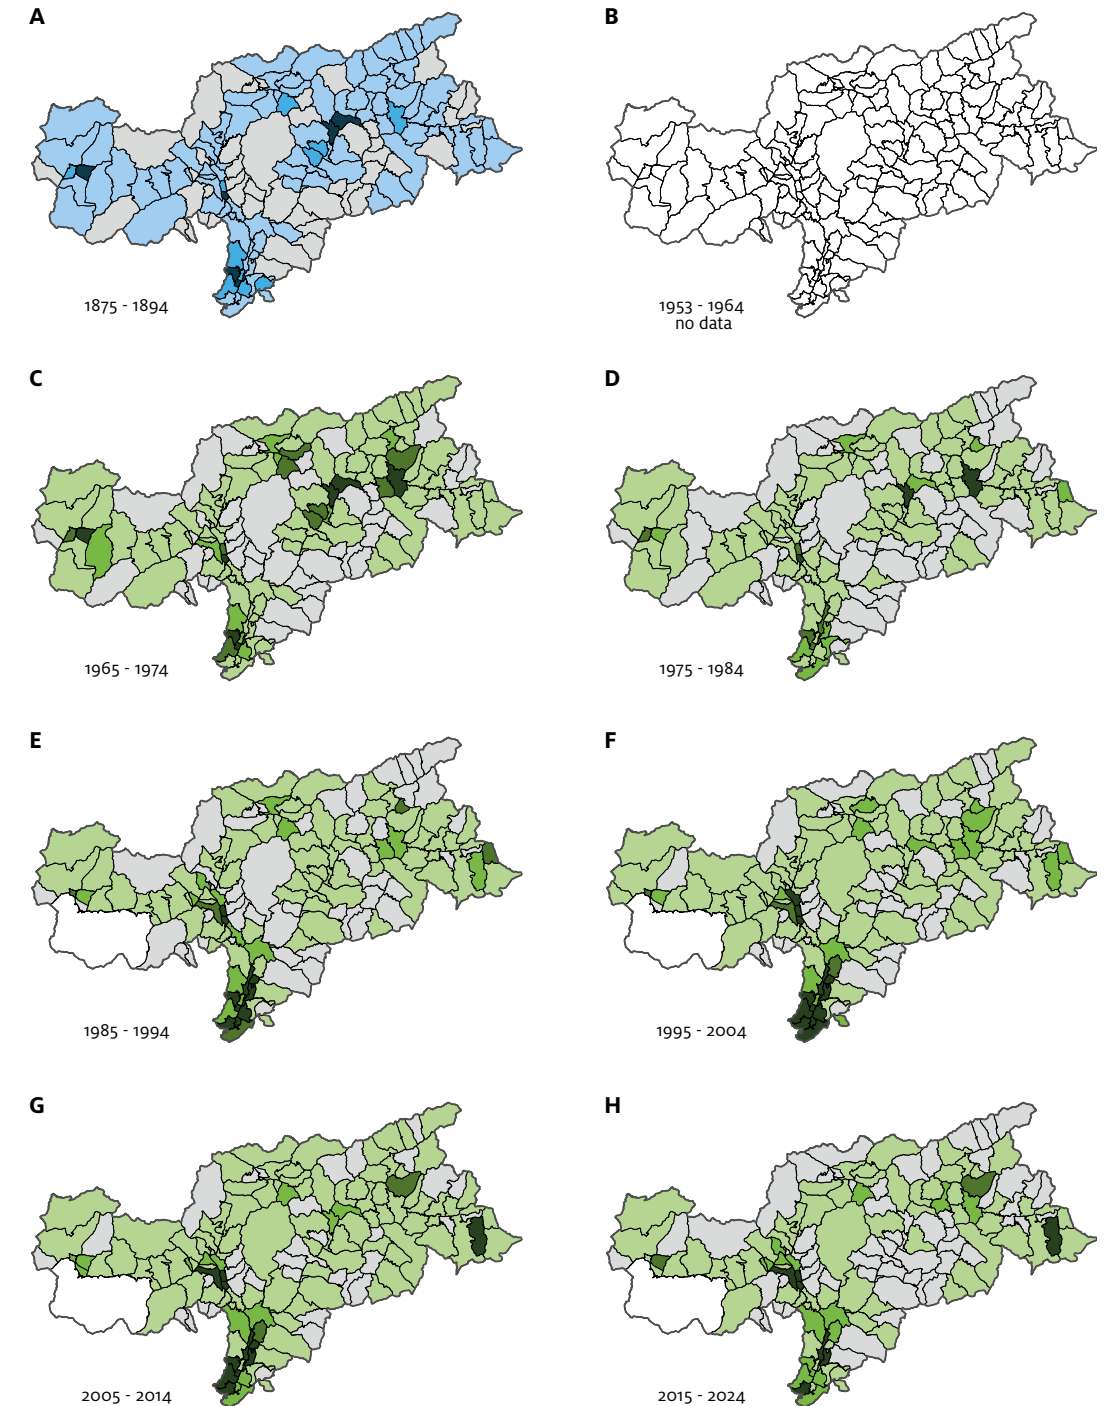 A
B
1875 - 1894
1953 - 1964
no data
C
D
1965 - 1974
1975 - 1984
E
F
1985 - 1994
1995 - 2004
G
H
2005 - 2014
2015 - 2024